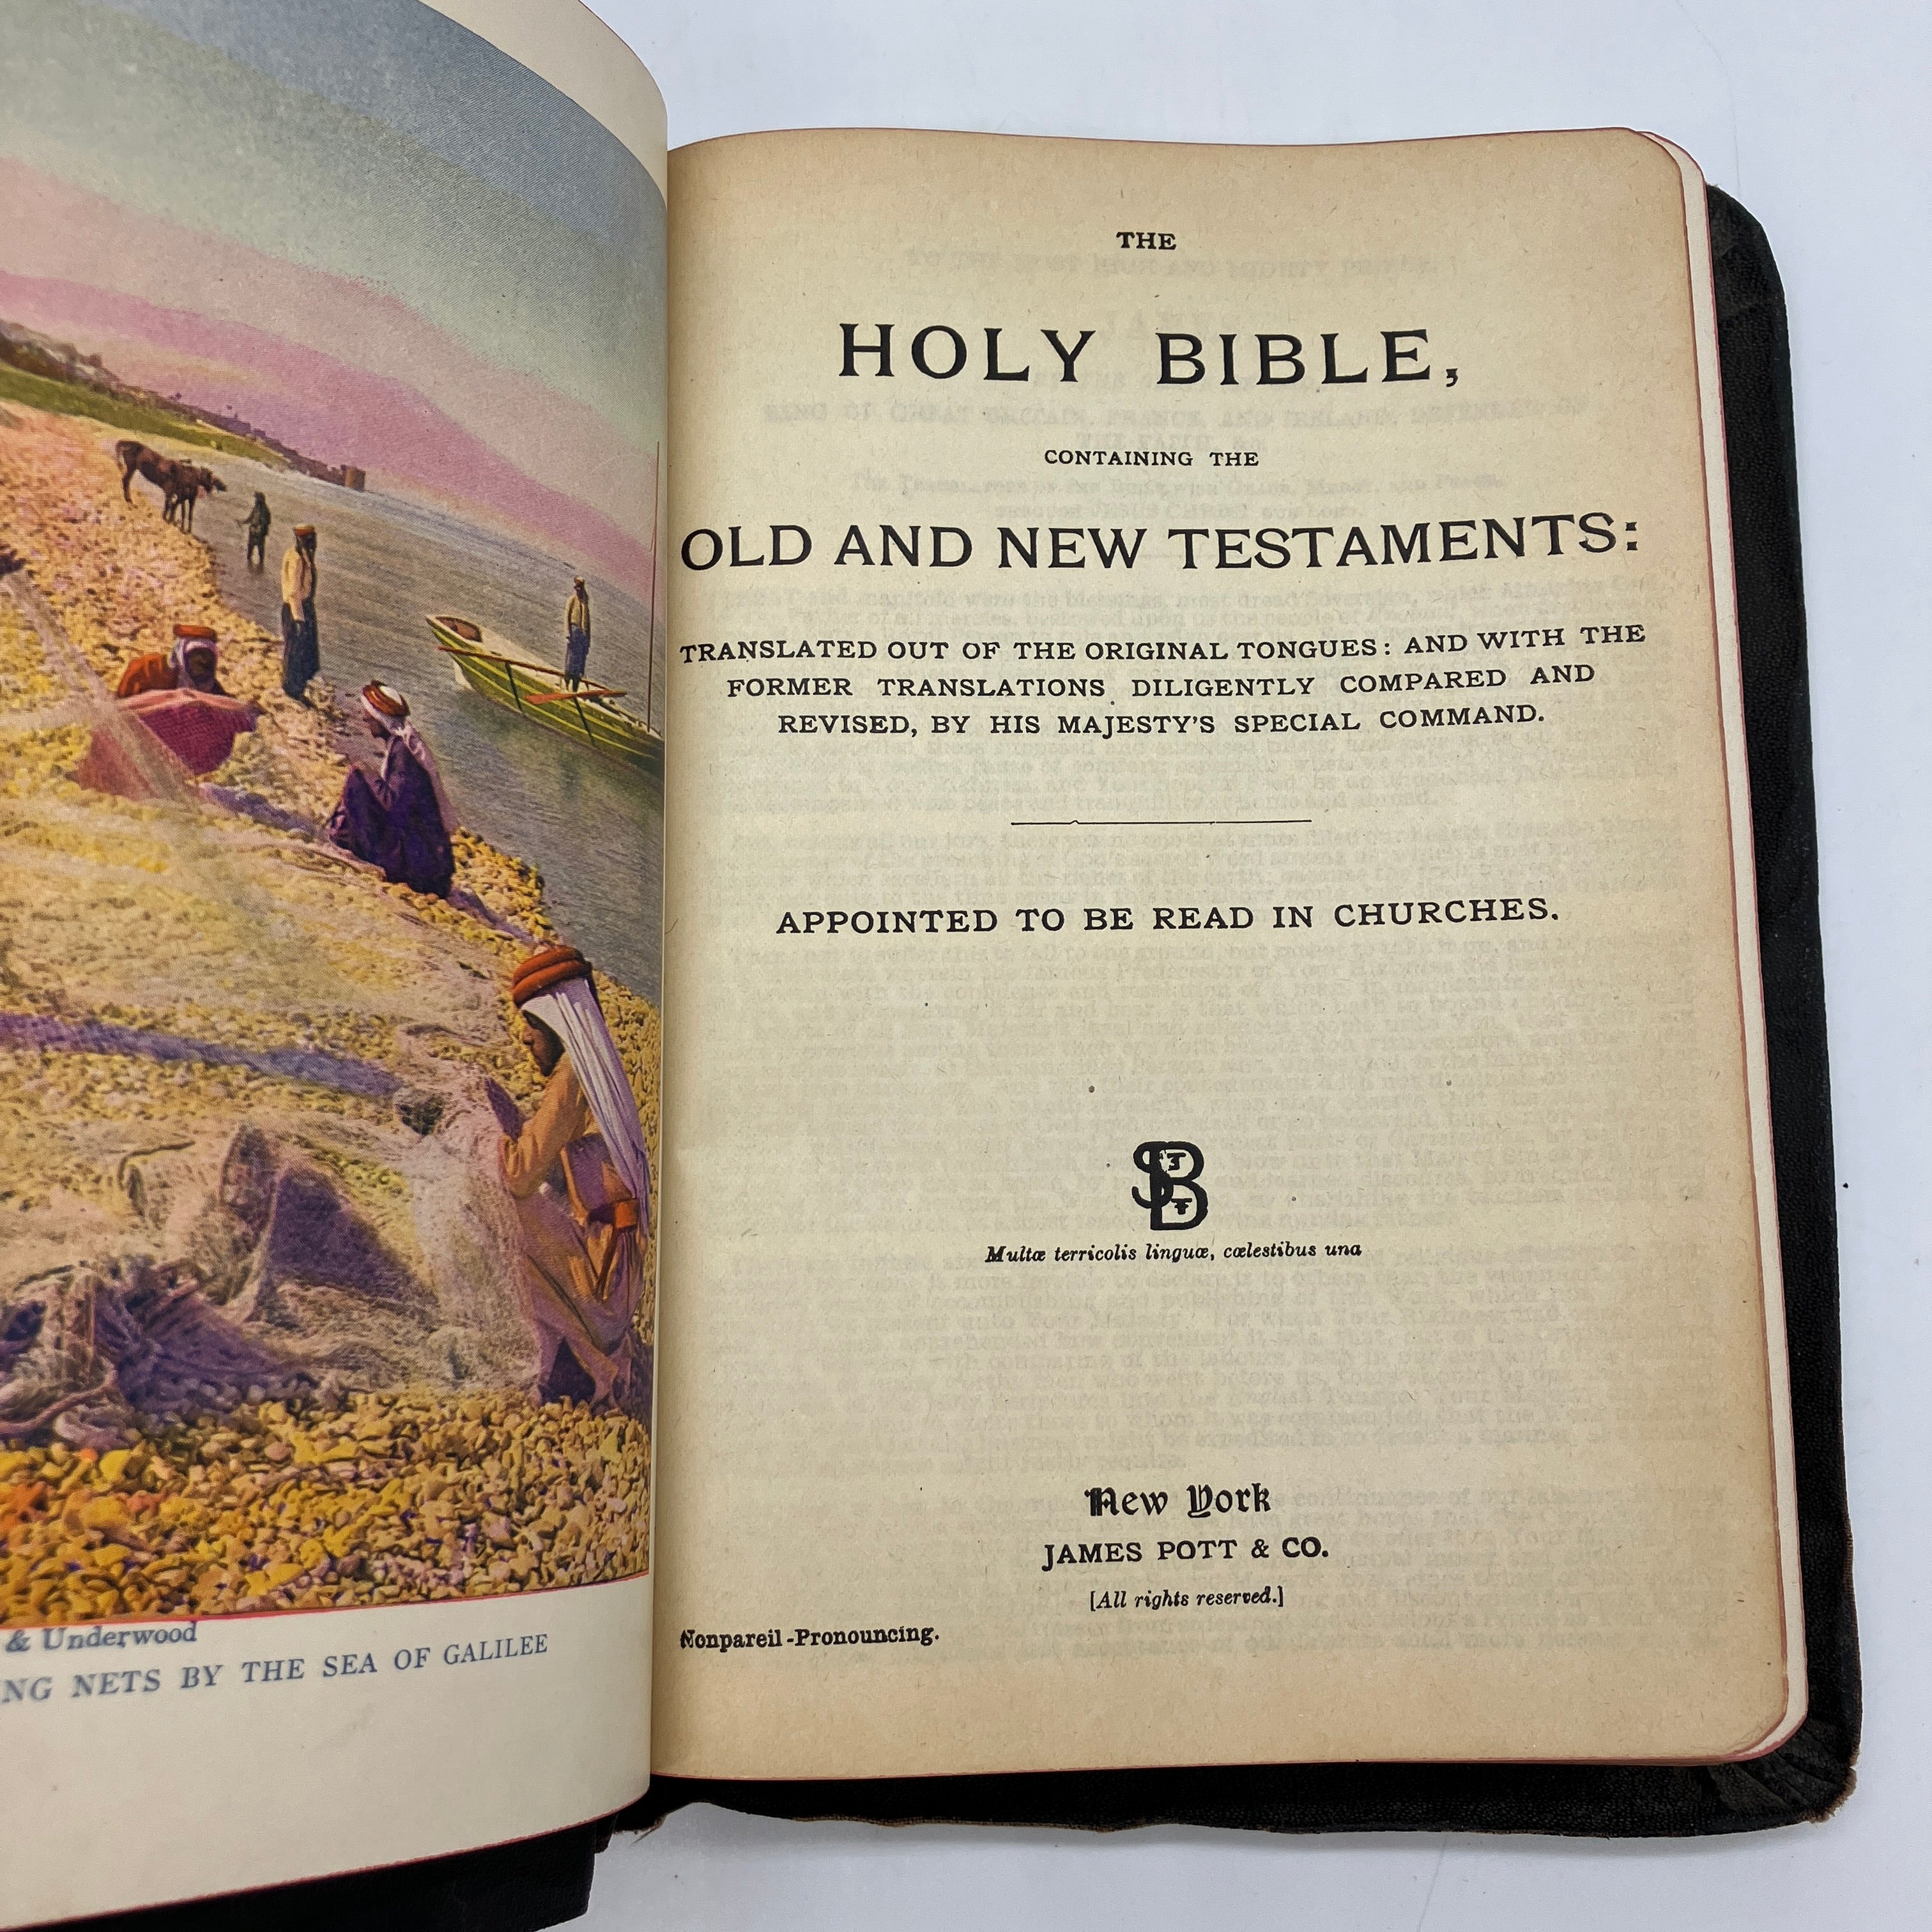 & Underwood
NG NETS BY THE SEA OF GALILEE
THE
HOLY BIBLE,
CONTAINING THE
OLD AND NEW TESTAMENTS:
TRANSLATED OUT OF THE ORIGINAL TONGUES: AND WITH THE
FORMER TRANSLATIONS DILIGENTLY COMPARED AND
REVISED, BY HIS MAJESTY'S SPECIAL COMMAND.
APPOINTED TO BE READ IN CHURCHES.
Multæ terricolis linguæ, cœlestibus una
New York
JAMES POTT & CO.
[All rights reserved.]
Nonpareil-Pronouncing.